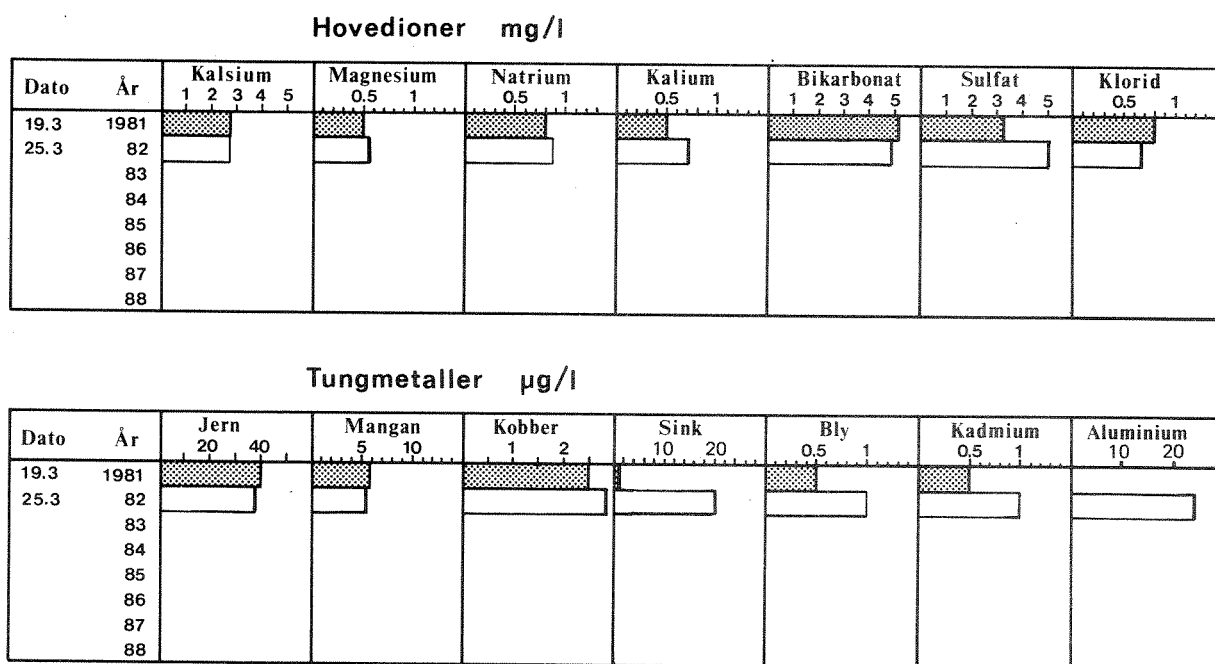 Hovedioner mg/l
Dato År Kalsium Magnesium Natrium Kalium Bikarbonat Sulfat Klorid
1 2 3 4 5 0.5 1 0.5 1 0.5 1 1 2 3 4 5 1 2 3 4 5 0.5 1
19.3 1981
25.3 82
83
84
85
86
87
88
Tungmetaller µg/l
Dato År Jern Mangan Kobber Sink Bly Kadmium Aluminium
20 40 5 10 1 2 10 20 0.5 1 0.5 1 10 20
19.3 1981
25.3 82
83
84
85
86
87
88